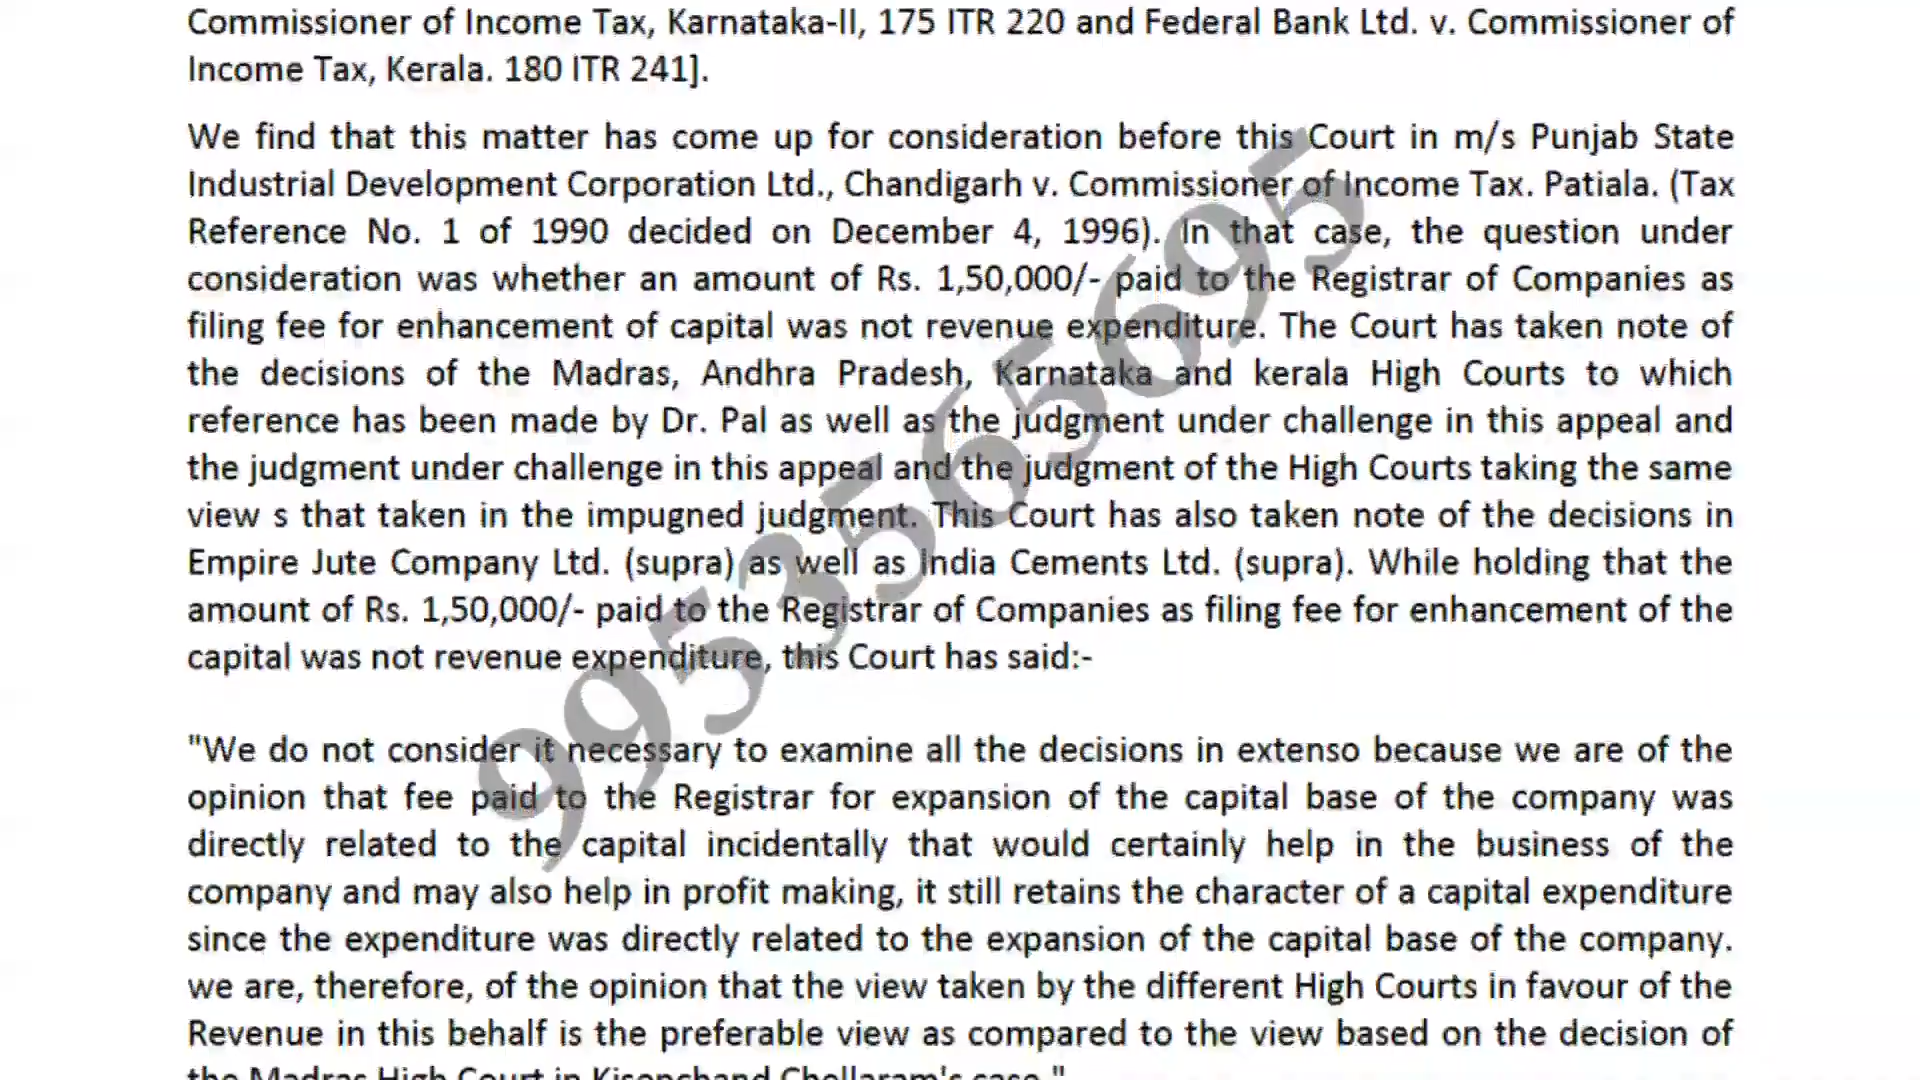 Commissioner of Income Tax, Karnataka-II, 175 ITR 220 and Federal Bank Ltd. v. Commissioner of
Income Tax, Kerala. 180 ITR 241].
We find that this matter has come up for consideration before this Court in m/s Punjab State
Industrial Development Corporation Ltd., Chandigarh v. Commissioner of Income Tax. Patiala. (Tax
Reference No. 1 of 1990 decided on December 4, 1996). In that case, the question under
consideration was whether an amount of Rs. 1,50,000/- paid to the Registrar of Companies as
filing fee for enhancement of capital was not revenue expenditure. The Court has taken note of
the decisions of the Madras, Andhra Pradesh, Karnataka and kerala High Courts to which
reference has been made by Dr. Pal as well as the judgment under challenge in this appeal and
the judgment under challenge in this appeal and the judgment of the High Courts taking the same
view s that taken in the impugned judgment. This Court has also taken note of the decisions in
Empire Jute Company Ltd. (supra) as well as India Cements Ltd. (supra). While holding that the
amount of Rs. 1,50,000/- paid to the Registrar of Companies as filing fee for enhancement of the
capital was not revenue expenditure, this Court has said:-
"We do not consider it necessary to examine all the decisions in extenso because we are of the
opinion that fee paid to the Registrar for expansion of the capital base of the company was
directly related to the capital incidentally that would certainly help in the business of the
company and may also help in profit making, it still retains the character of a capital expenditure
since the expenditure was directly related to the expansion of the capital base of the company.
we are, therefore, of the opinion that the view taken by the different High Courts in favour of the
Revenue in this behalf is the preferable view as compared to the view based on the decision of
the Madras High Court in Kisenchand Chellaram's case."
9953565695